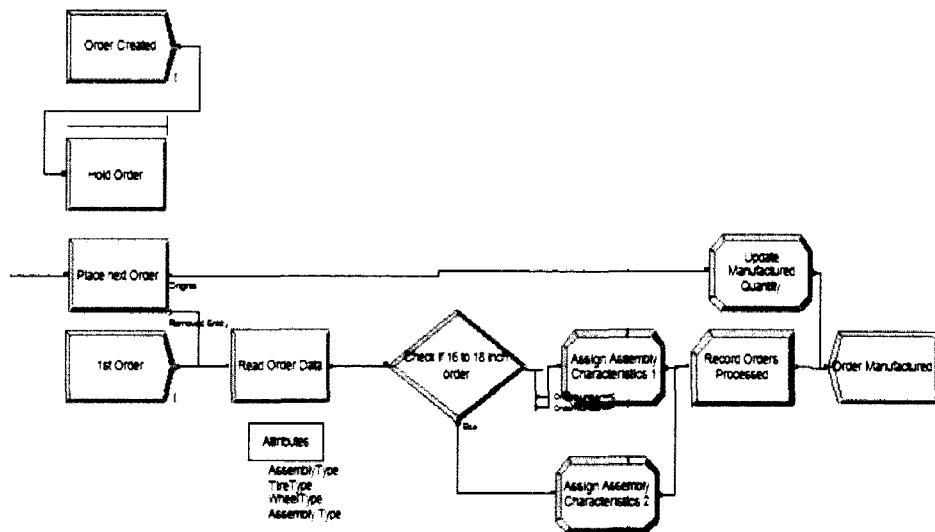 Order Created
Hold Order
Place next Order
Original
Removed Entity
Update
Manufactured
Quantity
1st Order
Read Order Data
Check if 16 to 18 inch
order
Else
Assign Assembly
Characteristics 1
Record Orders
Processed
Order Manufactured
Attributes
AssemblyType
TireType
WheelType
Assembly Type
Assign Assembly
Characteristics 2